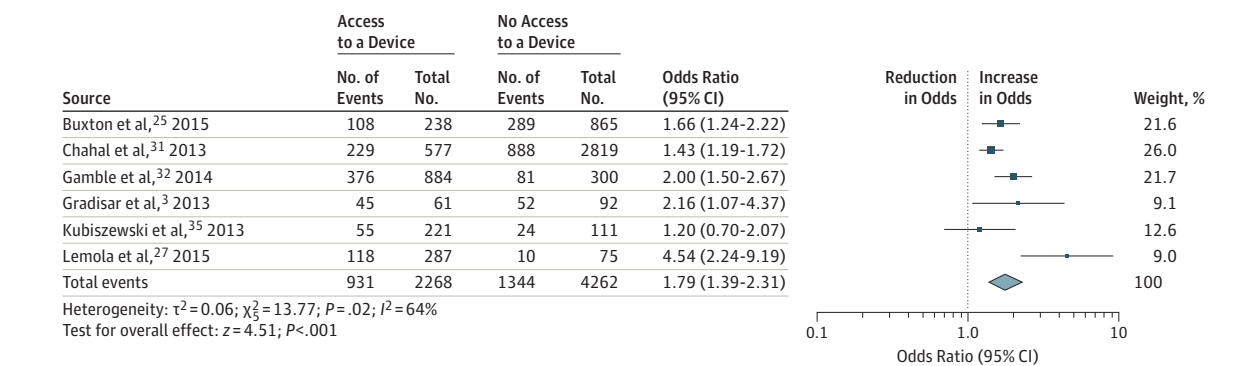 Access to a Device No Access to a Device
Source No. of Events Total No. No. of Events Total No. Odds Ratio (95% CI) Reduction in Odds Increase in Odds Weight, %
Buxton et al,25 2015 108 238 289 865 1.66 (1.24-2.22) 21.6
Chahal et al,31 2013 229 577 888 2819 1.43 (1.19-1.72) 26.0
Gamble et al,32 2014 376 884 81 300 2.00 (1.50-2.67) 21.7
Gradisar et al,3 2013 45 61 52 92 2.16 (1.07-4.37) 9.1
Kubiszewski et al,35 2013 55 221 24 111 1.20 (0.70-2.07) 12.6
Lemola et al,27 2015 118 287 10 75 4.54 (2.24-9.19) 9.0
Total events 931 2268 1344 4262 1.79 (1.39-2.31) 100
Heterogeneity: τ2 = 0.06; χ25 = 13.77; P = .02; I2 = 64%
Test for overall effect: z = 4.51; P<.001
0.1 1.0 10
Odds Ratio (95% CI)